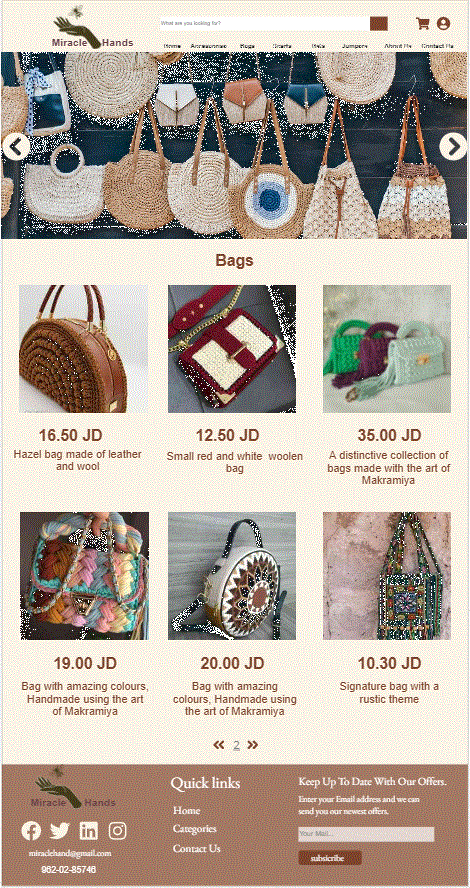 What are you looking for?
Miracle Hands
Home Accessories Bags Skarts Hats Jumpers About Us Contact Us
Bags
16.50 JD
Hazel bag made of leather
and wool
12.50 JD
Small red and white woolen
bag
35.00 JD
A distinctive collection of
bags made with the art of
Makramiya
19.00 JD
Bag with amazing colours,
Handmade using the art
of Makramiya
20.00 JD
Bag with amazing
colours, Handmade using
the art of Makramiya
10.30 JD
Signature bag with a
rustic theme
2
Miracle Hands
miraclehand@gmail.com
962-02-85746
Quick links
Home
Categories
Contact Us
Keep Up To Date With Our Offers.
Enter your Email address and we can
send you our newest offers.
Your Mail...
subsicribe